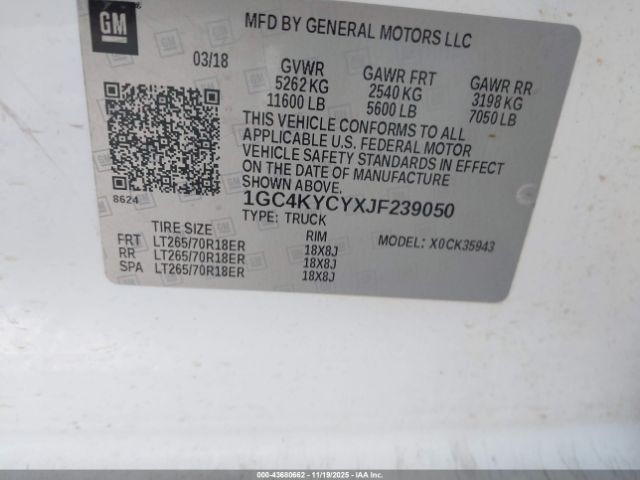 GM
MFD BY GENERAL MOTORS LLC
03/18
GVWR GAWR FRT GAWR RR
5262 KG 2540 KG 3198 KG
11600 LB 5600 LB 7050 LB
THIS VEHICLE CONFORMS TO ALL
APPLICABLE U.S. FEDERAL MOTOR
VEHICLE SAFETY STANDARDS IN EFFECT
ON THE DATE OF MANUFACTURE
SHOWN ABOVE.
8624
1GC4KYCYXJF239050
TYPE: TRUCK
TIRE SIZE RIM MODEL: X0CK35943
FRT LT265/70R18ER 18X8J
RR LT265/70R18ER 18X8J
SPA LT265/70R18ER 18X8J
000-43680662 - 11/19/2025 - IAAI.COM